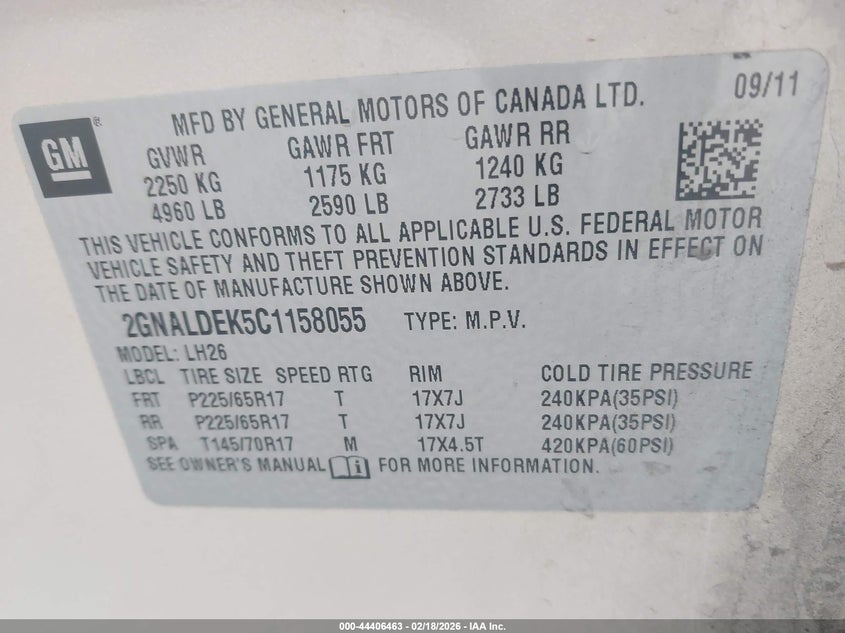 09/11
MFD BY GENERAL MOTORS OF CANADA LTD.
GM®
GVWR GAWR FRT GAWR RR
2250 KG 1175 KG 1240 KG
4960 LB 2590 LB 2733 LB
THIS VEHICLE CONFORMS TO ALL APPLICABLE U.S. FEDERAL MOTOR
VEHICLE SAFETY AND THEFT PREVENTION STANDARDS IN EFFECT ON
THE DATE OF MANUFACTURE SHOWN ABOVE.
2GNALDEK5C1158055 TYPE: M.P.V.
MODEL: LH26
LBCL TIRE SIZE SPEED RTG RIM COLD TIRE PRESSURE
FRT P225/65R17 T 17X7J 240KPA(35PSI)
RR P225/65R17 T 17X7J 240KPA(35PSI)
SPA T145/70R17 M 17X4.5T 420KPA(60PSI)
SEE OWNER'S MANUAL FOR MORE INFORMATION.
000-44406463 - 02/18/2026 - IAA Inc.